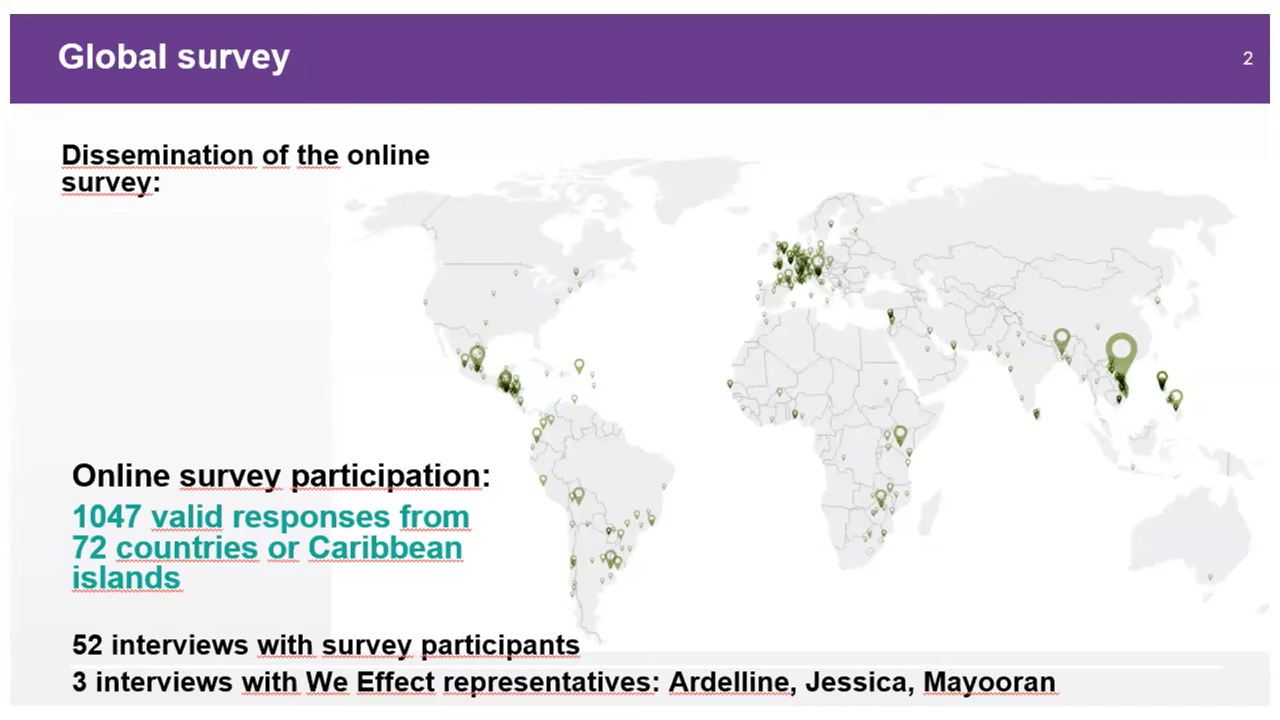 Global survey
2
Dissemination of the online
survey:
Online survey participation:
1047 valid responses from
72 countries or Caribbean
islands
52 interviews with survey participants
3 interviews with We Effect representatives: Ardelline, Jessica, Mayooran